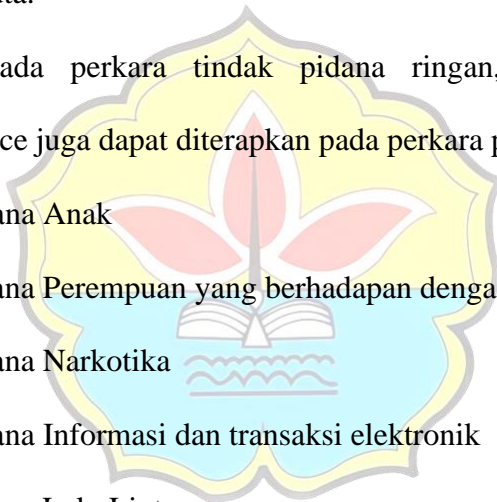 ada perkara tindak pidana ringan,
ce juga dapat diterapkan pada perkara p
ana Anak
ana Perempuan yang berhadapan denga
ana Narkotika
ana Informasi dan transaksi elektronik